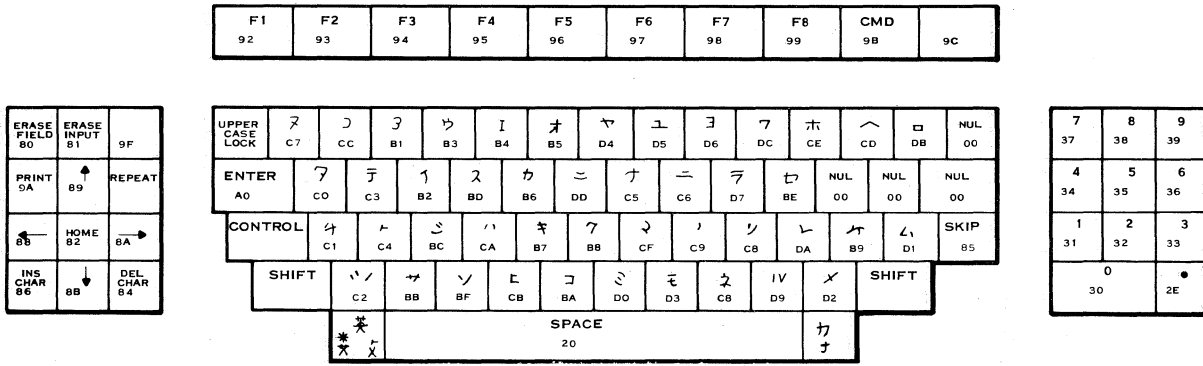 F1 F2 F3 F4 F5 F6 F7 F8 CMD
92 93 94 95 96 97 98 99 9B 9C
ERASE FIELD
80
ERASE INPUT
81
9F
PRINT
9A
89
REPEAT
88
HOME
82
8A
INS CHAR
86
8B
DEL CHAR
84
UPPER CASE LOCK
ヌ フ ア ウ エ オ ヤ ユ ヨ ワ ホ ヘ ロ NUL
C7 CC B1 B3 B4 B5 D4 D5 D6 DC CE CD DB 00
ENTER タ テ イ ス カ ン ナ ニ ラ セ NUL NUL NUL
A0 C0 C3 B2 BD B6 DD C5 C6 D7 BE 00 00 00
CONTROL チ ト シ ハ キ ク マ ノ リ レ ケ ム SKIP
C1 C4 BC CA B7 B8 CF C9 C8 DA B9 D1 85
SHIFT ツ サ ソ ヒ コ ミ モ ネ ル メ SHIFT
C2 BB BF CB BA D0 D3 C8 D9 D2
英
SPACE
20
カ
ナ
7 8 9
37 38 39
4 5 6
34 35 36
1 2 3
31 32 33
0 ●
30 2E